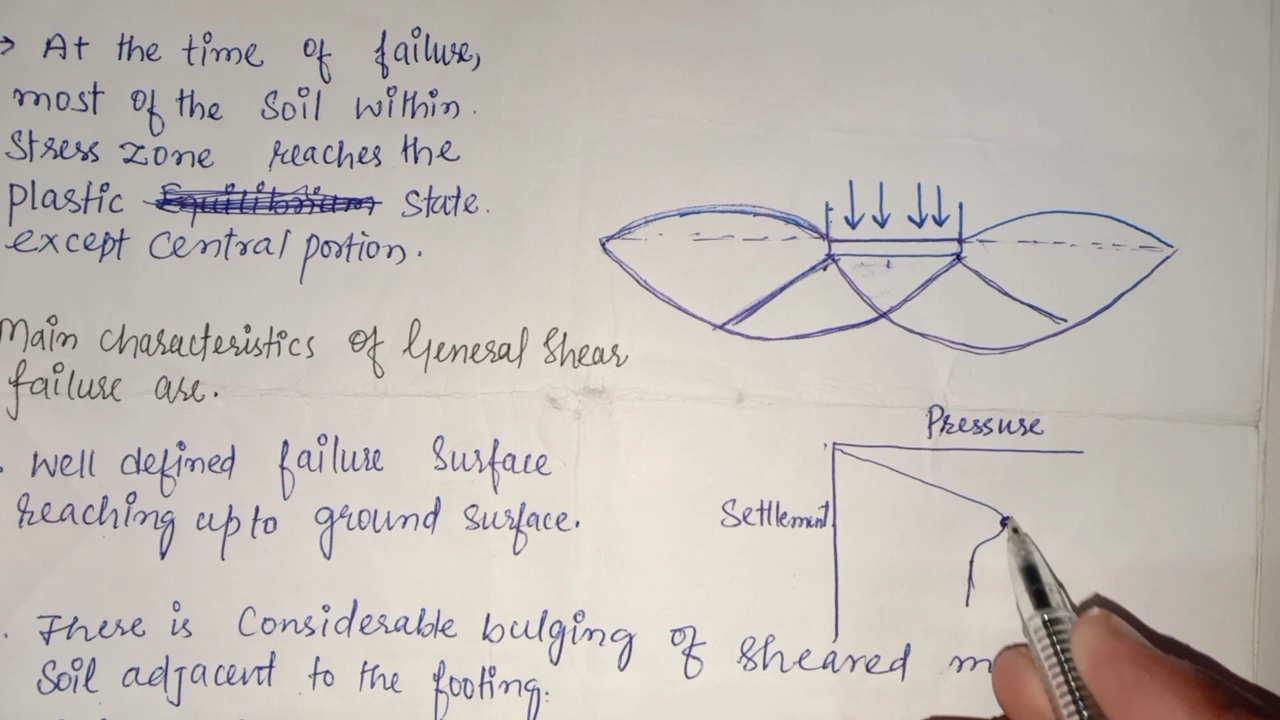 → At the time of failure,
most of the soil within.
Stress zone reaches the
plastic Equilibrium State.
except central portion.
Main characteristics of General Shear
failure are.
. Well defined failure Surface
reaching upto ground surface.
Pressure
Settlement
. There is Considerable bulging of Sheared m
Soil adjacent to the footing.